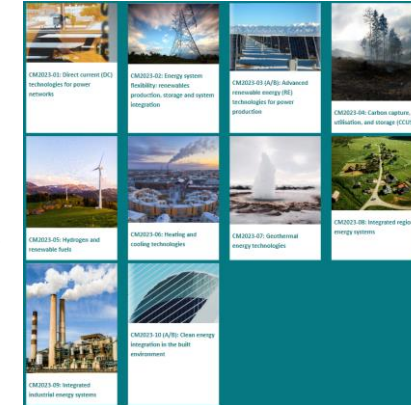 CM2023-01: Direct current (DC)
technologies for power
networks
CM2023-02: Energy system
flexibility: renewables
production, storage and system
integration
CM2023-03 (A/B): Advanced
renewable energy (RE)
technologies for power
production
CM2023-04: Carbon capture,
utilisation, and storage (CCUS
CM2023-05: Hydrogen and
renewable fuels
CM2023-06: Heating and
cooling technologies
CM2023-07: Geothermal
energy technologies
CM2023-08: Integrated regio
energy systems
CM2023-09: Integrated
industrial energy systems
CM2023-10 (A/B): Clean energy
integration in the built
environment